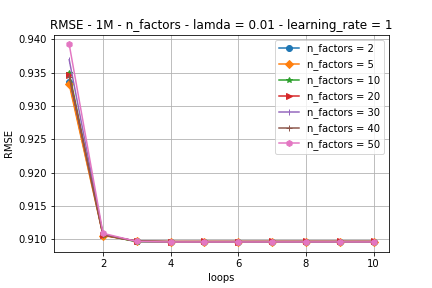 RMSE - 1M - n_factors - lamda = 0.01 - learning_rate = 1
0.940
0.935
0.930
0.925
0.920
0.915
0.910
RMSE
n_factors = 2
n_factors = 5
n_factors = 10
n_factors = 20
n_factors = 30
n_factors = 40
n_factors = 50
2 4 6 8 10
loops